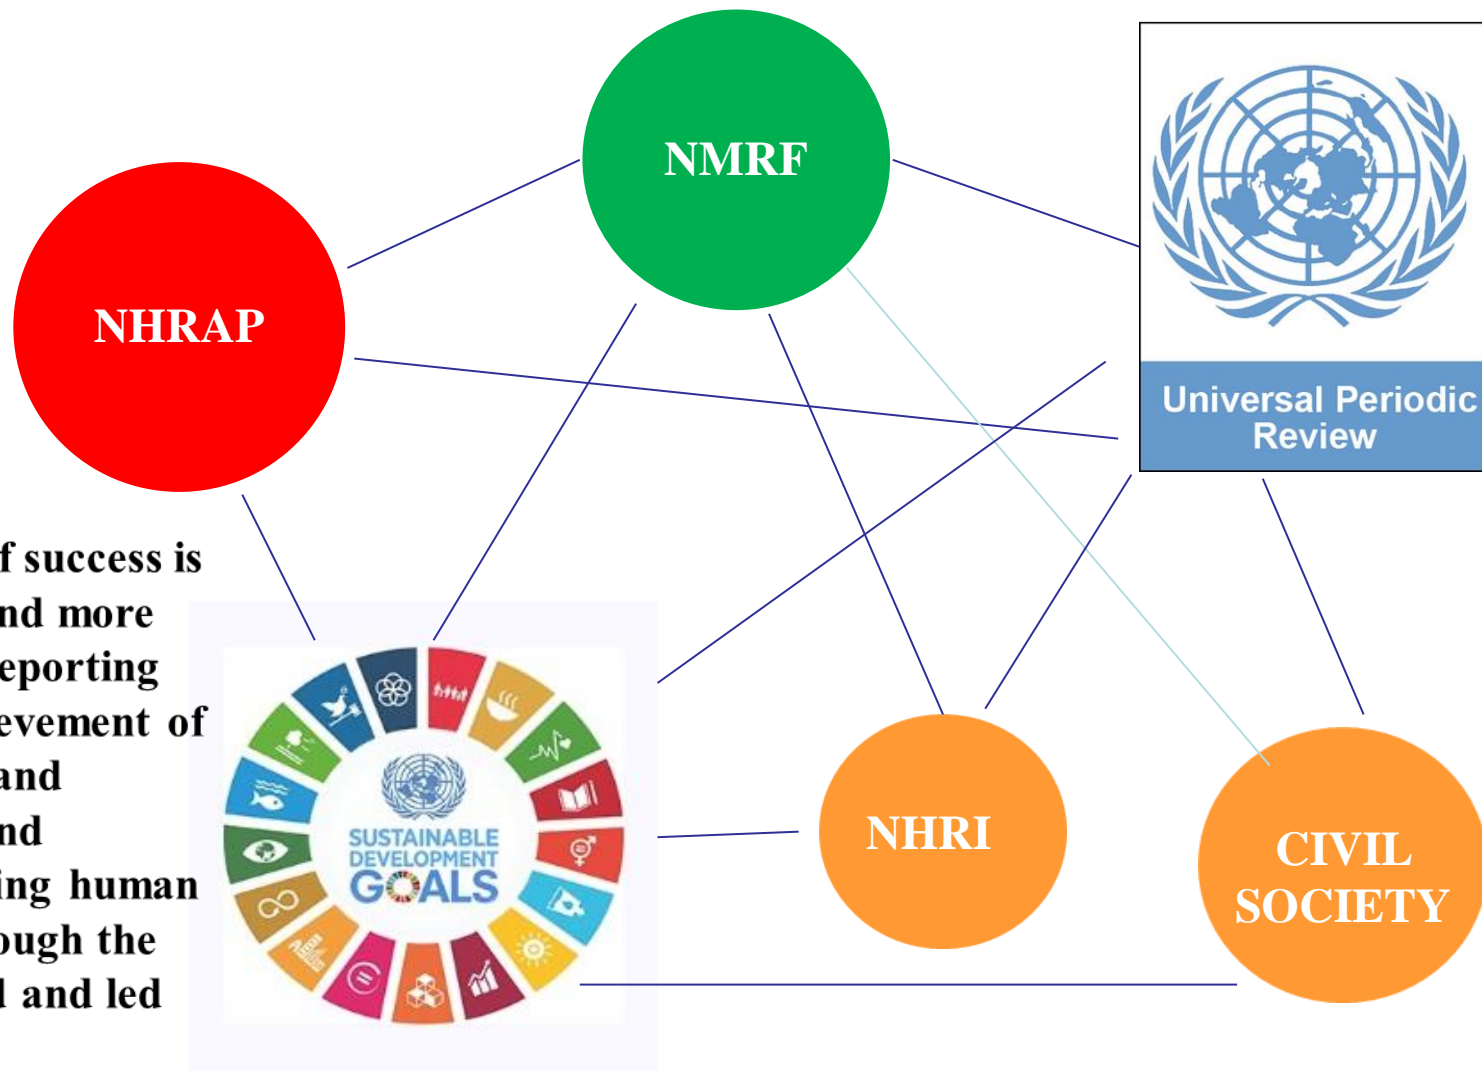 NMRF
NHRAP
Universal Periodic
Review
f success is
nd more
eporting
evement of
and
nd
ing human
ough the
d and led
SUSTAINABLE
DEVELOPMENT
GOALS
NHRI
CIVIL
SOCIETY